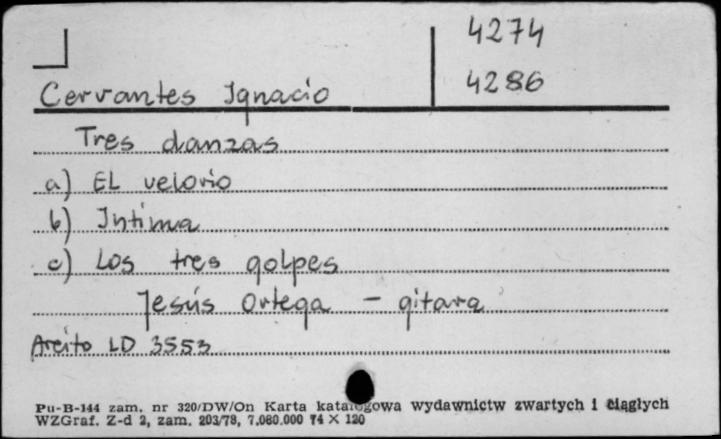 4274
4286
Cervantes Ignacio
Tres danzas
a) EL velorio
b) Intima
c) Los tres golpes
Jesús Ortega - gitara
Areito LD 3553
Pu-B-144 zam. nr 320/DW/On Karta katalogowa wydawnictw zwartych i ciągłych
WZGraf. Z-d 2, zam. 203/78, 7.080.000 74 X 120